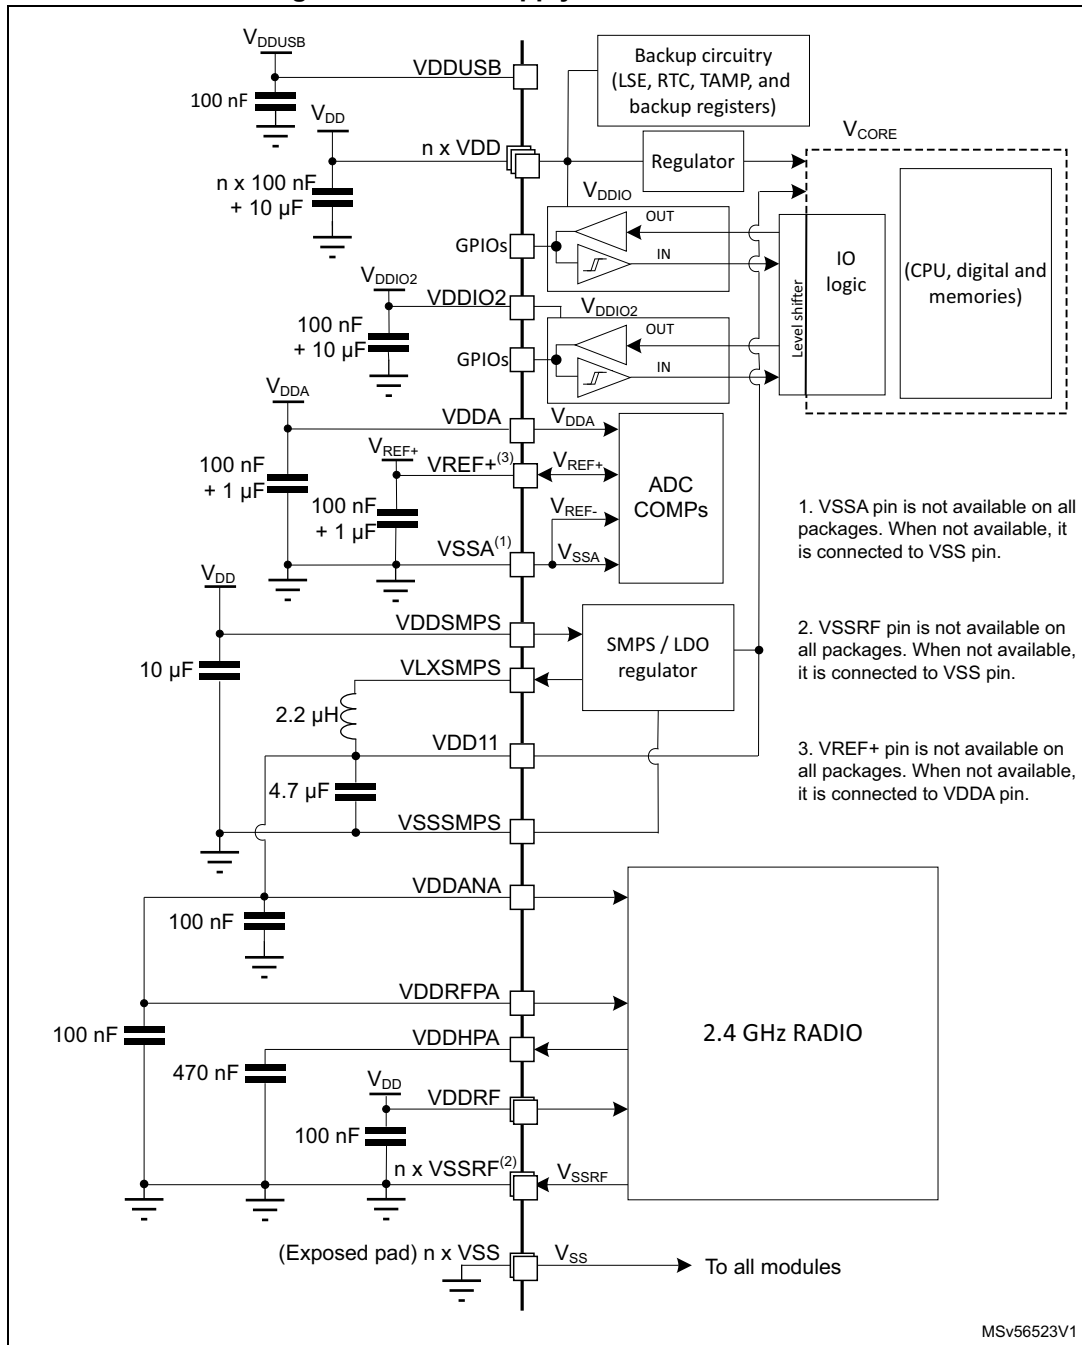 VDDUSB
VDDUSB
100 nF
Backup circuitry
(LSE, RTC, TAMP, and
backup registers)
VDD
n x VDD
n x 100 nF
+ 10 µF
Regulator
VCORE
VDDIO
OUT
IN
GPIOs
IO
logic
Level shifter
(CPU, digital and
memories)
VDDIO2
VDDIO2
100 nF
+ 10 µF
VDDIO2
OUT
IN
GPIOs
VDDA
VDDA
VDDA
100 nF
+ 1 µF
VREF+
VREF+(3)
VREF+
100 nF
+ 1 µF
VREF-
ADC
COMPs
VSSA(1)
VSSA
1. VSSA pin is not available on all
packages. When not available, it
is connected to VSS pin.
VDD
VDDSMPS
10 µF
SMPS / LDO
regulator
VLXSMPS
2.2 µH
VDD11
4.7 µF
VSSSMPS
2. VSSRF pin is not available on
all packages. When not available,
it is connected to VSS pin.
3. VREF+ pin is not available on
all packages. When not available,
it is connected to VDDA pin.
VDDANA
100 nF
VDDRFPA
100 nF
VDDHPA
470 nF
VDD
VDDRF
100 nF
n x VSSRF(2)
VSSRF
2.4 GHz RADIO
(Exposed pad) n x VSS
VSS
To all modules
MSv56523V1